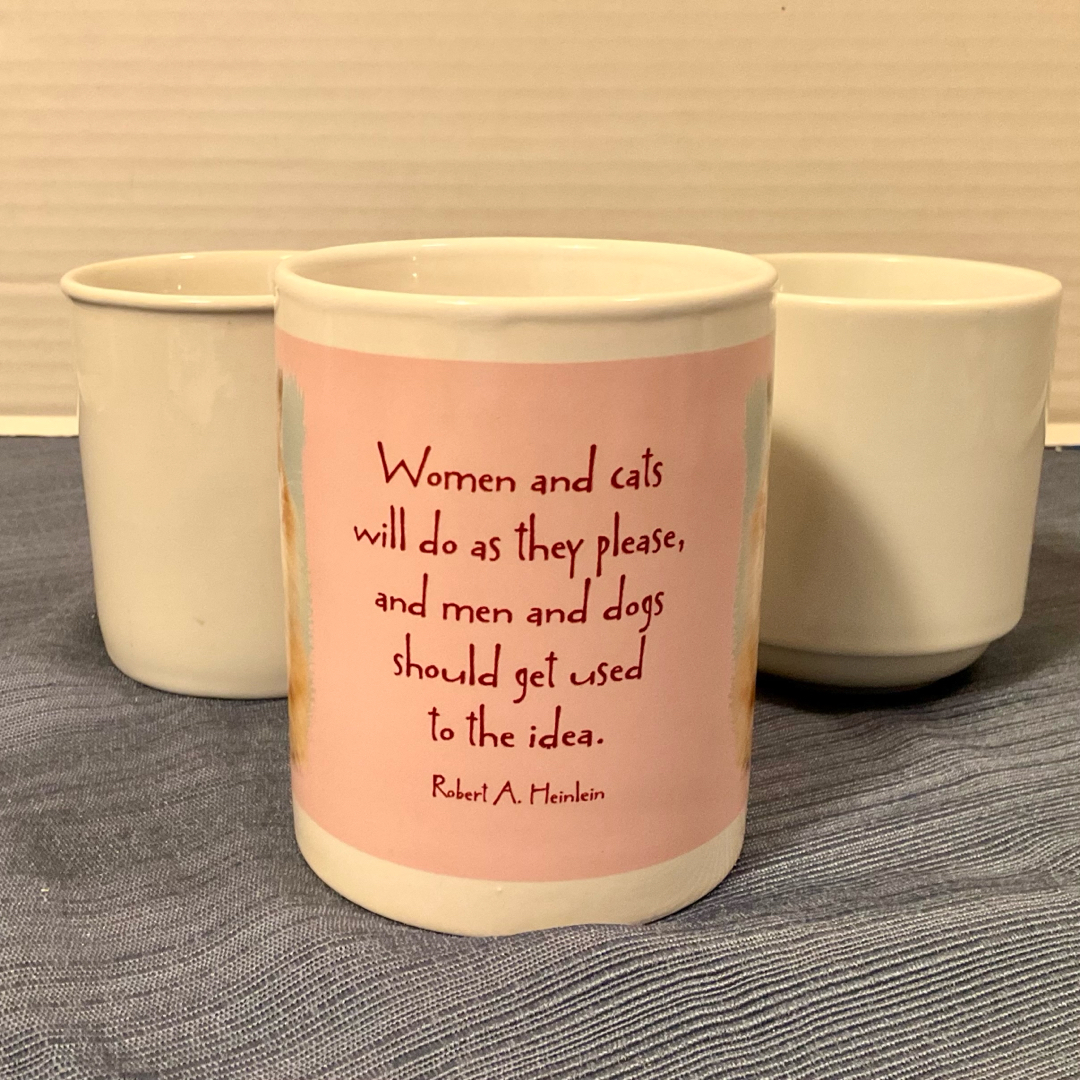 Women and cats
will do as they please,
and men and dogs
should get used
to the idea.
Robert A. Heinlein